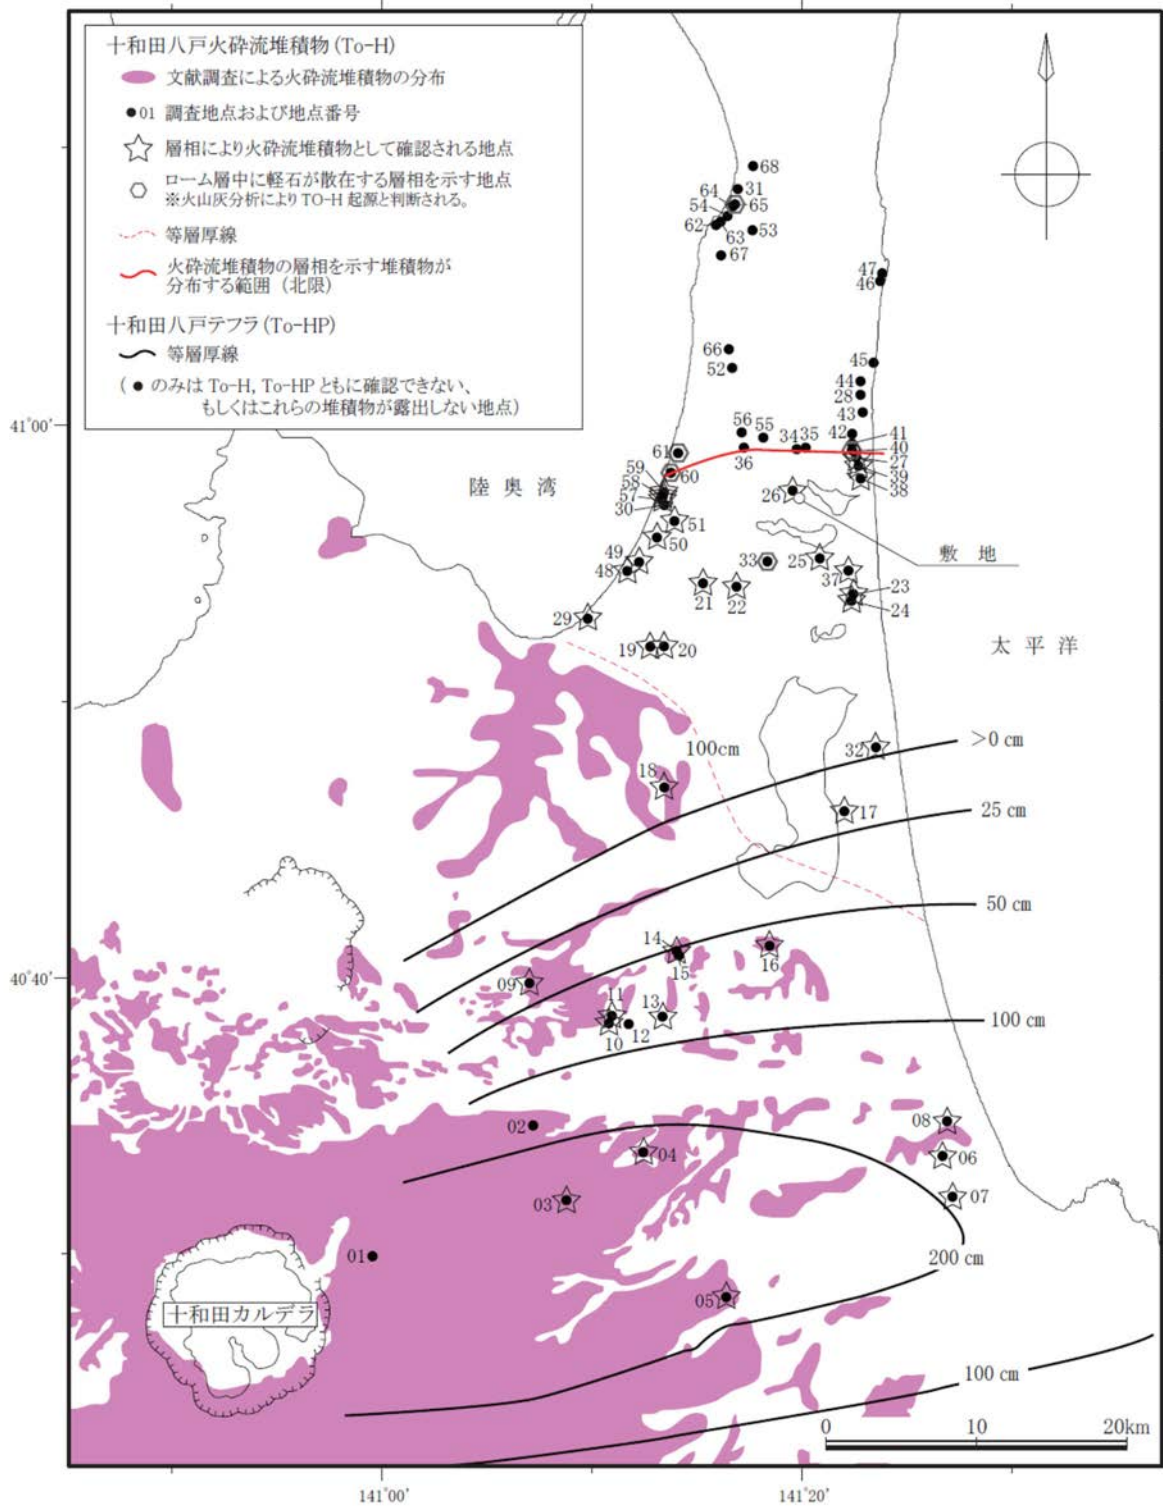 十和田八戸火砕流堆積物(To-H)
文献調査による火砕流堆積物の分布
01 調査地点および地点番号
層相により火砕流堆積物として確認される地点
ローム層中に軽石が散在する層相を示す地点
※火山灰分析により TO-H 起源と判断される。
等層厚線
火砕流堆積物の層相を示す堆積物が
分布する範囲（北限）
十和田八戸テフラ(To-HP)
等層厚線
（ ● のみは To-H, To-HP ともに確認できない、
もしくはこれらの堆積物が露出しない地点）
68
31
64
65
54
62
63
53
67
47
46
66
52
45
44
28
43
41°00′
56
55
34
35
42
41
40
36
61
27
60
39
38
59
58
57
30
陸奥湾
26
51
50
敷地
49
48
33
25
37
23
24
21
22
29
19
20
太平洋
100cm
32
>0 cm
18
17
25 cm
50 cm
14
15
16
40°40′
09
11
13
10
12
100 cm
02
08
04
06
03
07
01
200 cm
05
十和田カルデラ
100 cm
0
10
20km
141°00′
141°20′